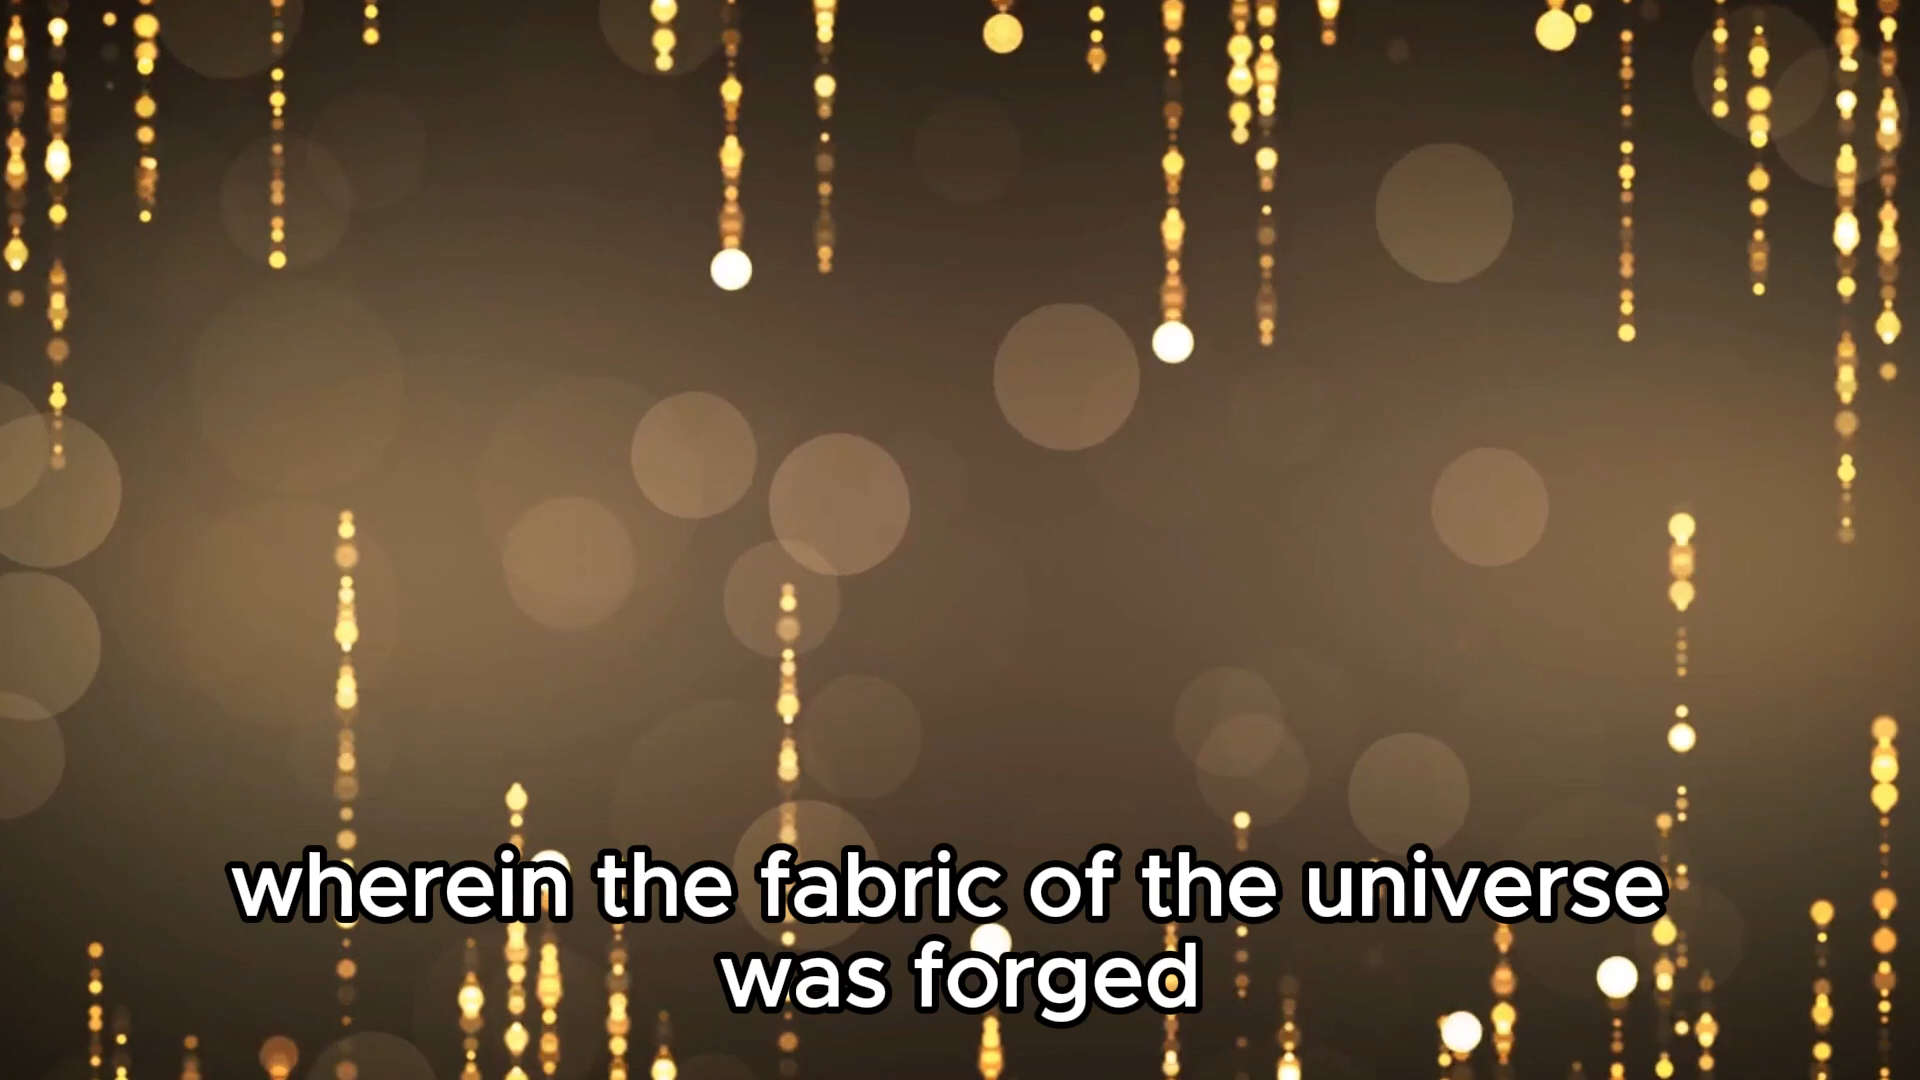 wherein the fabric of the universe
was forged